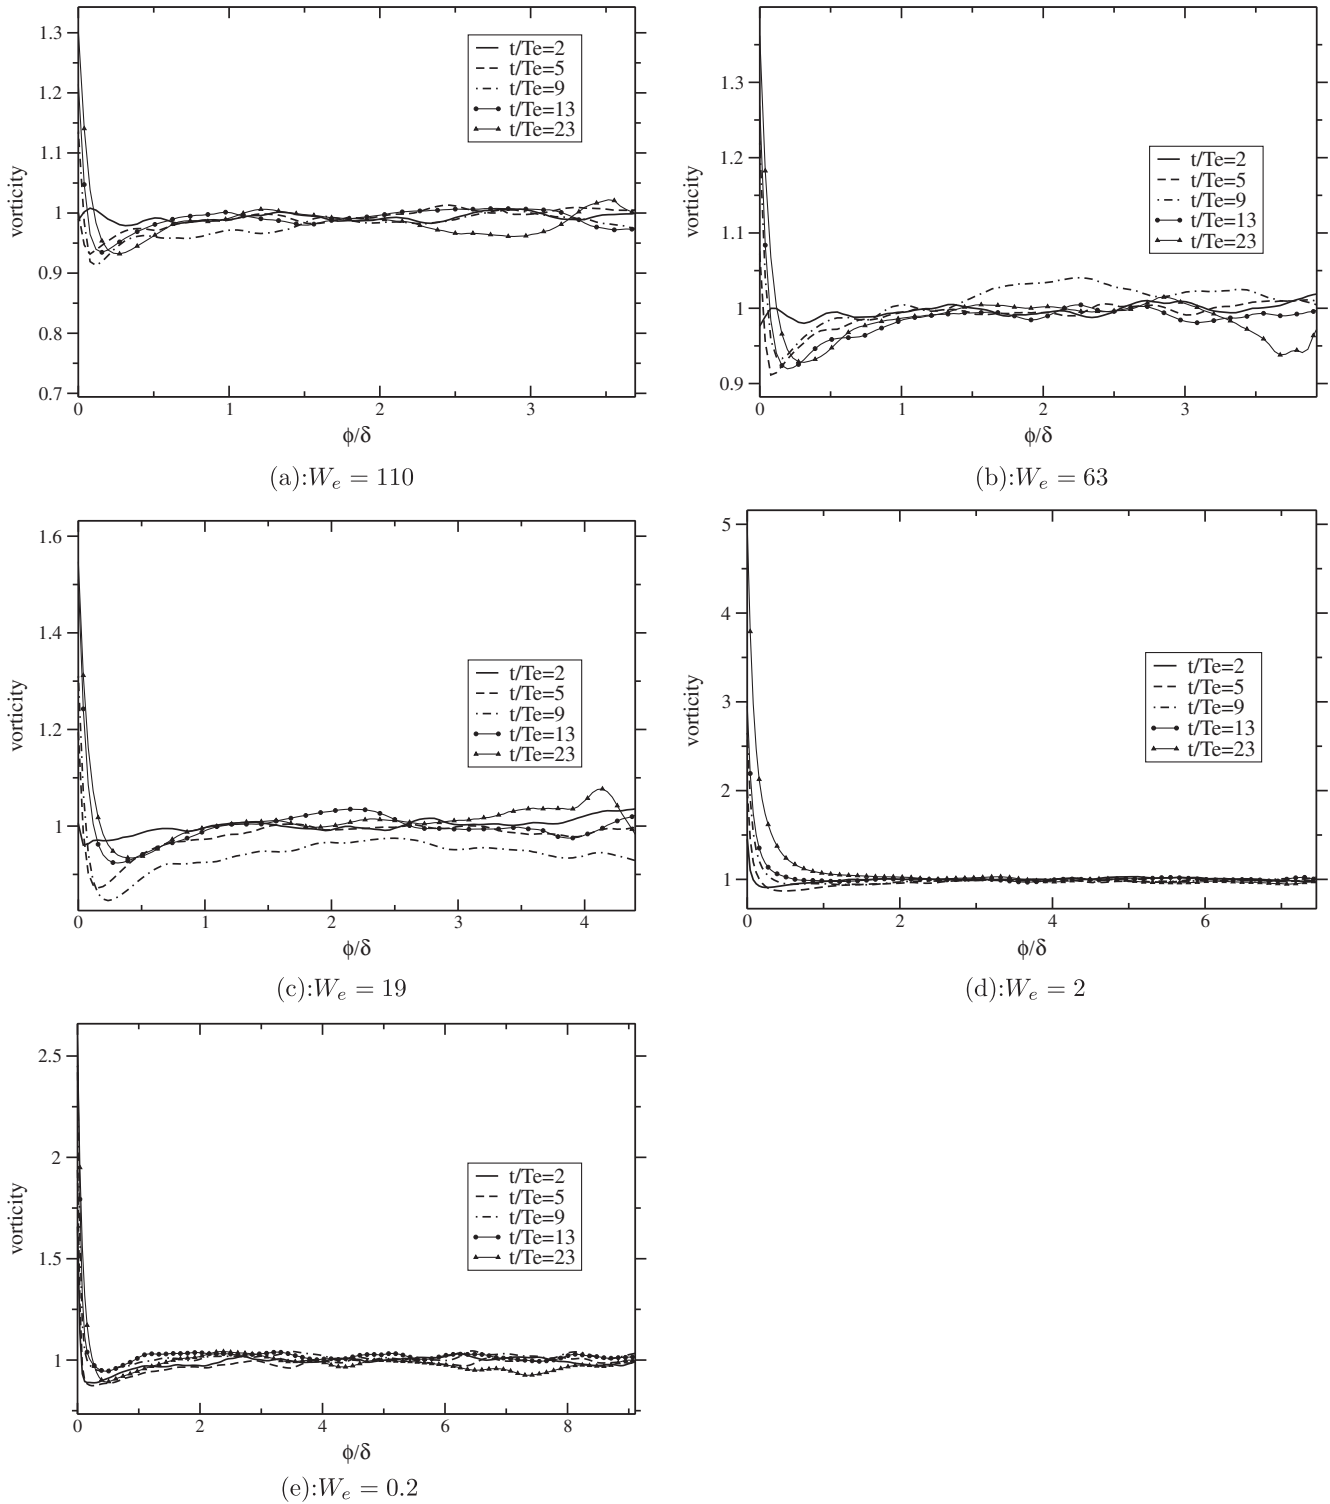 1.3
1.2
1.1
1
0.9
0.8
0.7
vorticity
0 1 2 3
ϕ/δ
t/Te=2
t/Te=5
t/Te=9
t/Te=13
t/Te=23
(a):We = 110
1.3
1.2
1.1
1
0.9
vorticity
0 1 2 3
ϕ/δ
t/Te=2
t/Te=5
t/Te=9
t/Te=13
t/Te=23
(b):We = 63
1.6
1.4
1.2
1
vorticity
0 1 2 3 4
ϕ/δ
t/Te=2
t/Te=5
t/Te=9
t/Te=13
t/Te=23
(c):We = 19
5
4
3
2
1
vorticity
0 2 4 6
ϕ/δ
t/Te=2
t/Te=5
t/Te=9
t/Te=13
t/Te=23
(d):We = 2
2.5
2
1.5
1
vorticity
0 2 4 6 8
ϕ/δ
t/Te=2
t/Te=5
t/Te=9
t/Te=13
t/Te=23
(e):We = 0.2